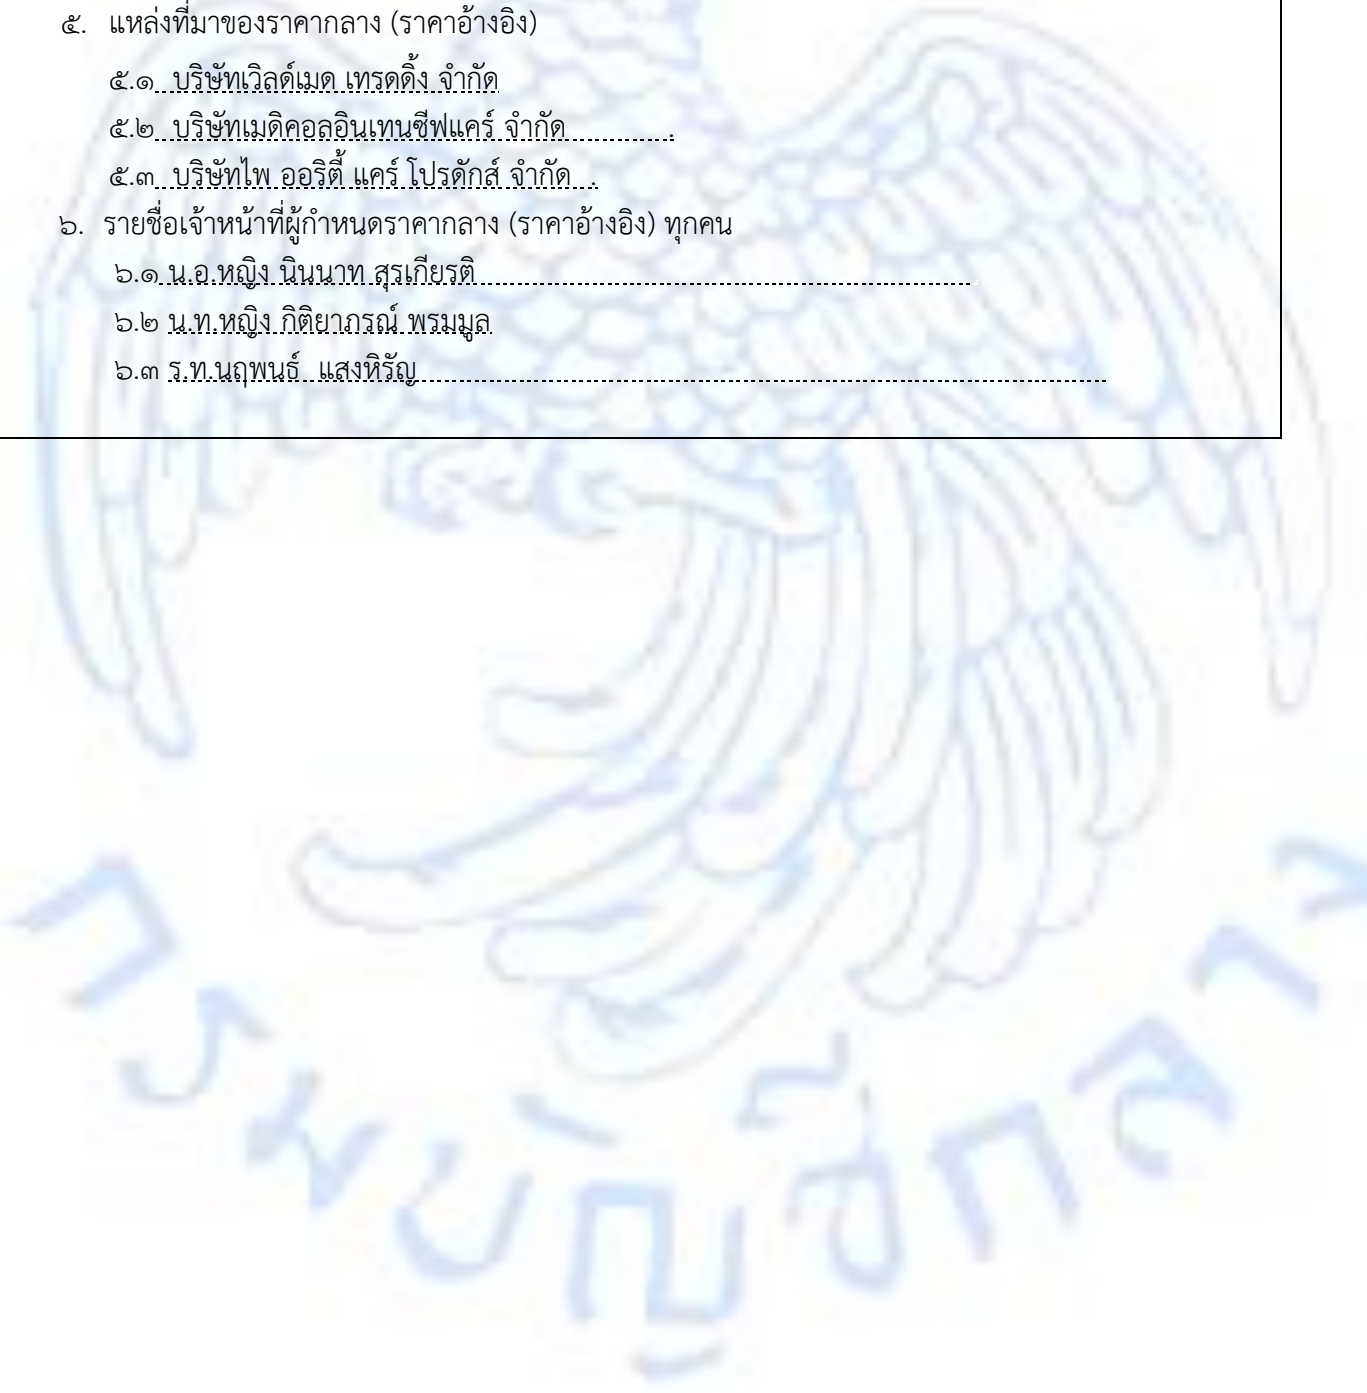 ๕. แหล่งที่มาของราคากลาง (ราคาอ้างอิง)
๕.๑ บริษัทเวิลด์เมด เทรดดิ้ง จำกัด
๕.๒ บริษัทเมดิคอลอินเทนซีฟแคร์ จำกัด .
๕.๓ บริษัทไพ ออริตี้ แคร์ โปรดักส์ จำกัด .
๖. รายชื่อเจ้าหน้าที่ผู้กำหนดราคากลาง (ราคาอ้างอิง) ทุกคน
๖.๑ น.อ.หญิง นินนาท สุรเกียรติ
๖.๒ น.ท.หญิง กิติยาภรณ์ พรมมูล
๖.๓ ร.ท.นฤพนธ์ แสงหิรัญ
กรมบัญชีกลาง